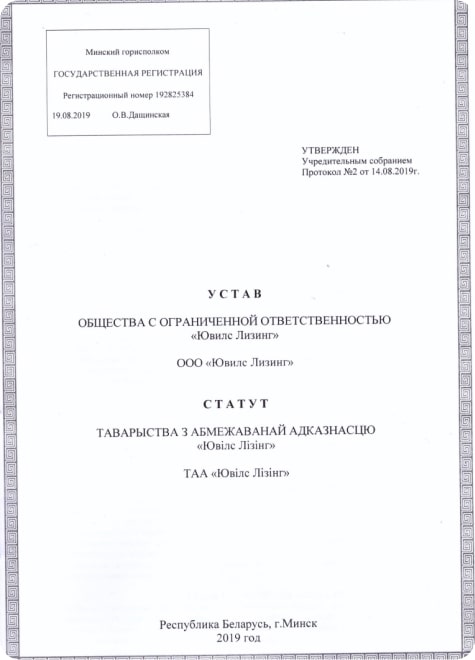 Минский горисполком
ГОСУДАРСТВЕННАЯ РЕГИСТРАЦИЯ
Регистрационный номер 192825384
19.08.2019 О.В.Дашинская
УТВЕРЖДЕН
Учредительным собранием
Протокол №2 от 14.08.2019г.
УСТАВ
ОБЩЕСТВА С ОГРАНИЧЕННОЙ ОТВЕТСТВЕННОСТЬЮ
«Ювилс Лизинг»
ООО «Ювилс Лизинг»
СТАТУТ
ТАВАРЫСТВА З АБМЕЖАВАНАЙ АДКАЗНАСЦЮ
«Ювілс Лізінг»
ТАА «Ювілс Лізінг»
Республика Беларусь, г.Минск
2019 год